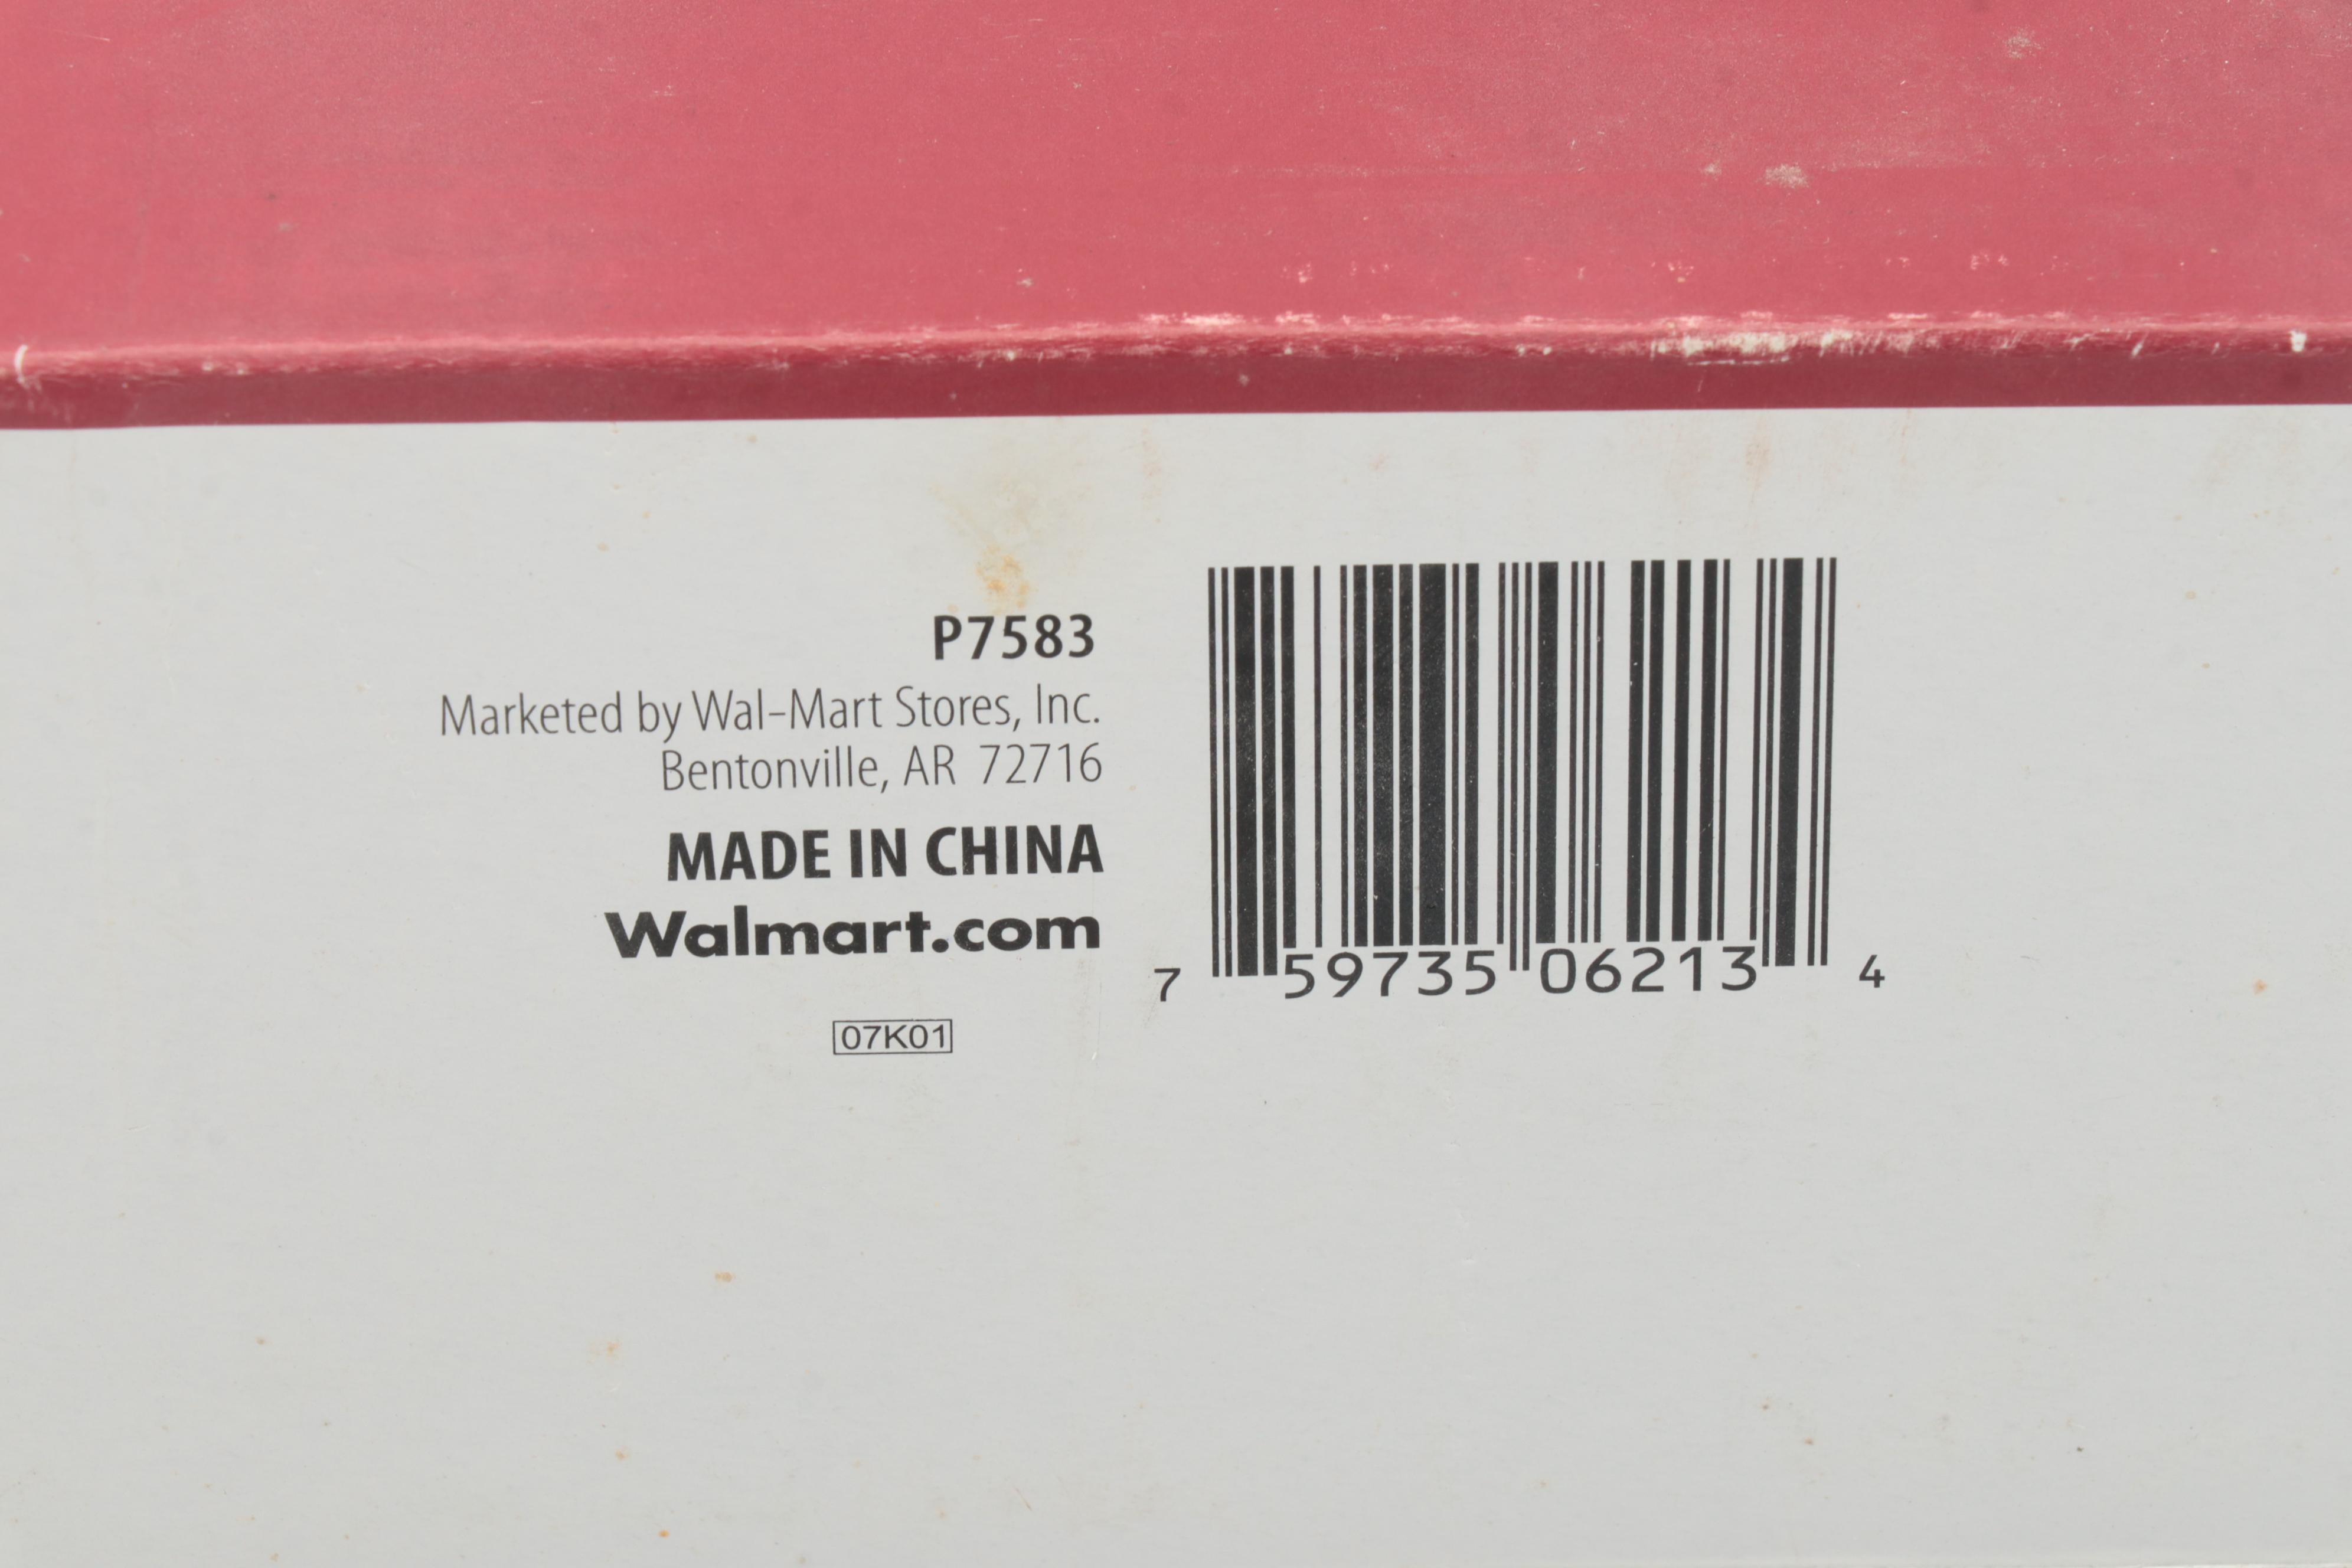 P7583
Marketed by Wal-Mart Stores, Inc.
Bentonville, AR 72716
MADE IN CHINA
Walmart.com
07K01
7 59735 06213 4